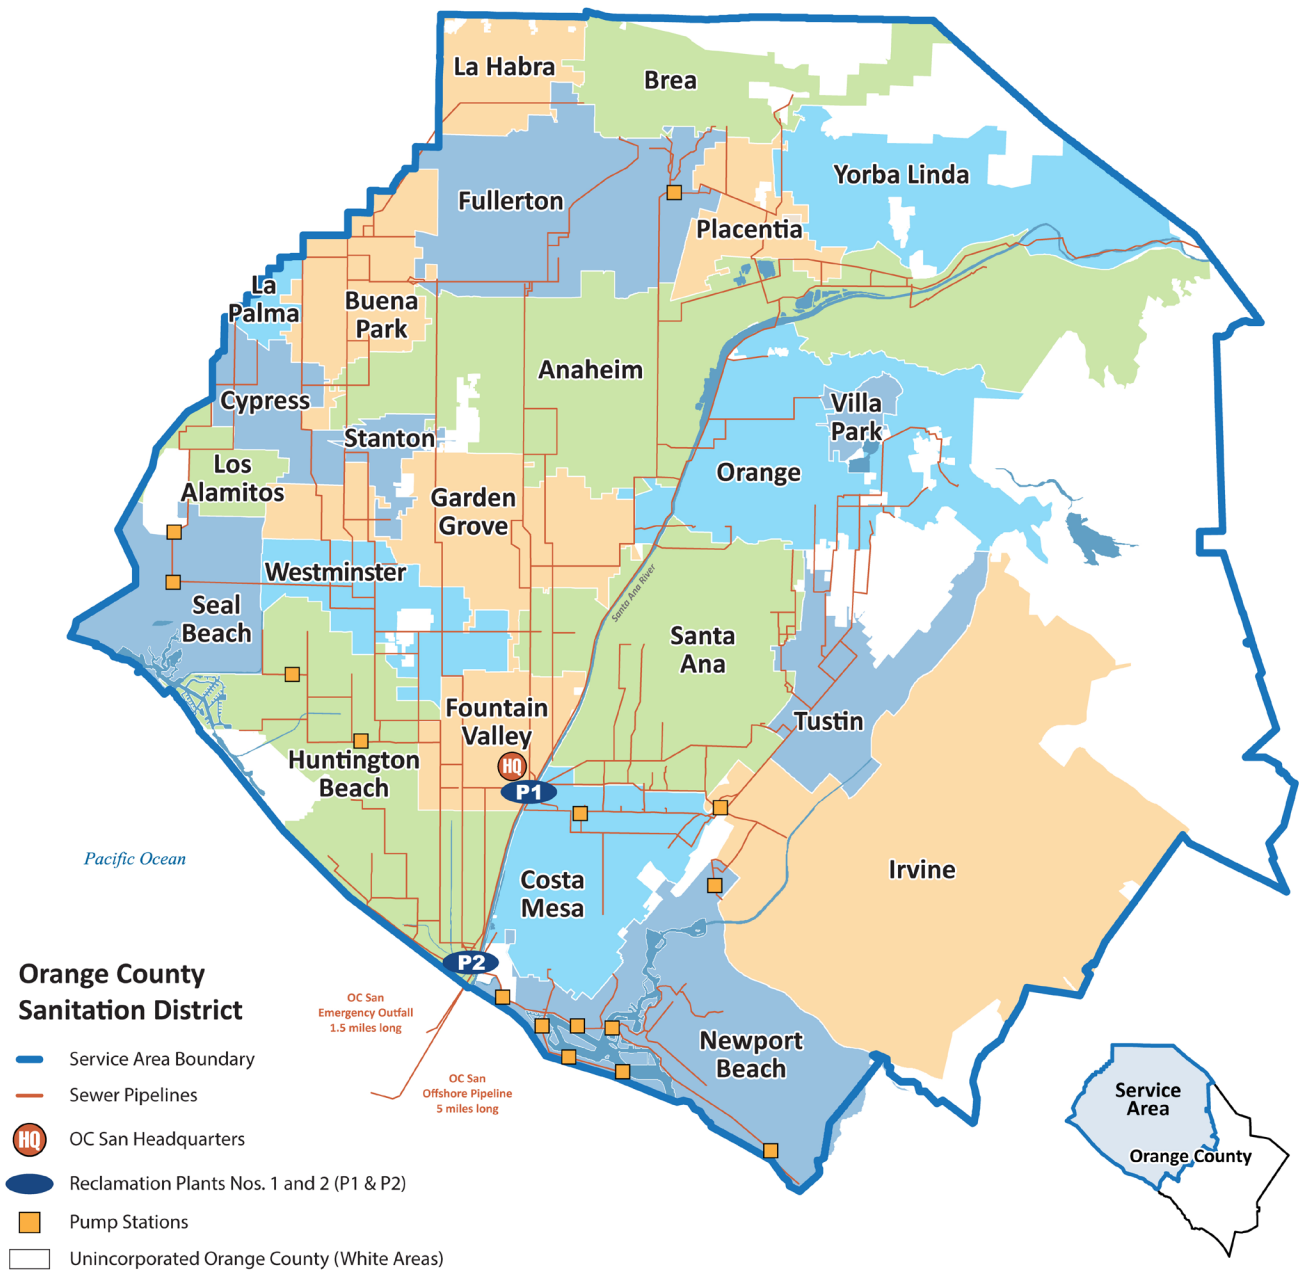 La Habra
Brea
Yorba Linda
Fullerton
Placentia
La
Palma
Buena
Park
Anaheim
Cypress
Villa
Park
Stanton
Los
Alamitos
Orange
Garden
Grove
Westminster
Santa Ana River
Seal
Beach
Santa
Ana
Fountain
Valley
Tustin
HQ
P1
Huntington
Beach
Pacific Ocean
Costa
Mesa
Irvine
P2
OC San
Emergency Outfall
1.5 miles long
Newport
Beach
OC San
Offshore Pipeline
5 miles long
Orange County
Sanitation District
Service Area Boundary
Sewer Pipelines
HQ OC San Headquarters
Reclamation Plants Nos. 1 and 2 (P1 & P2)
Pump Stations
Unincorporated Orange County (White Areas)
Service
Area
Orange County